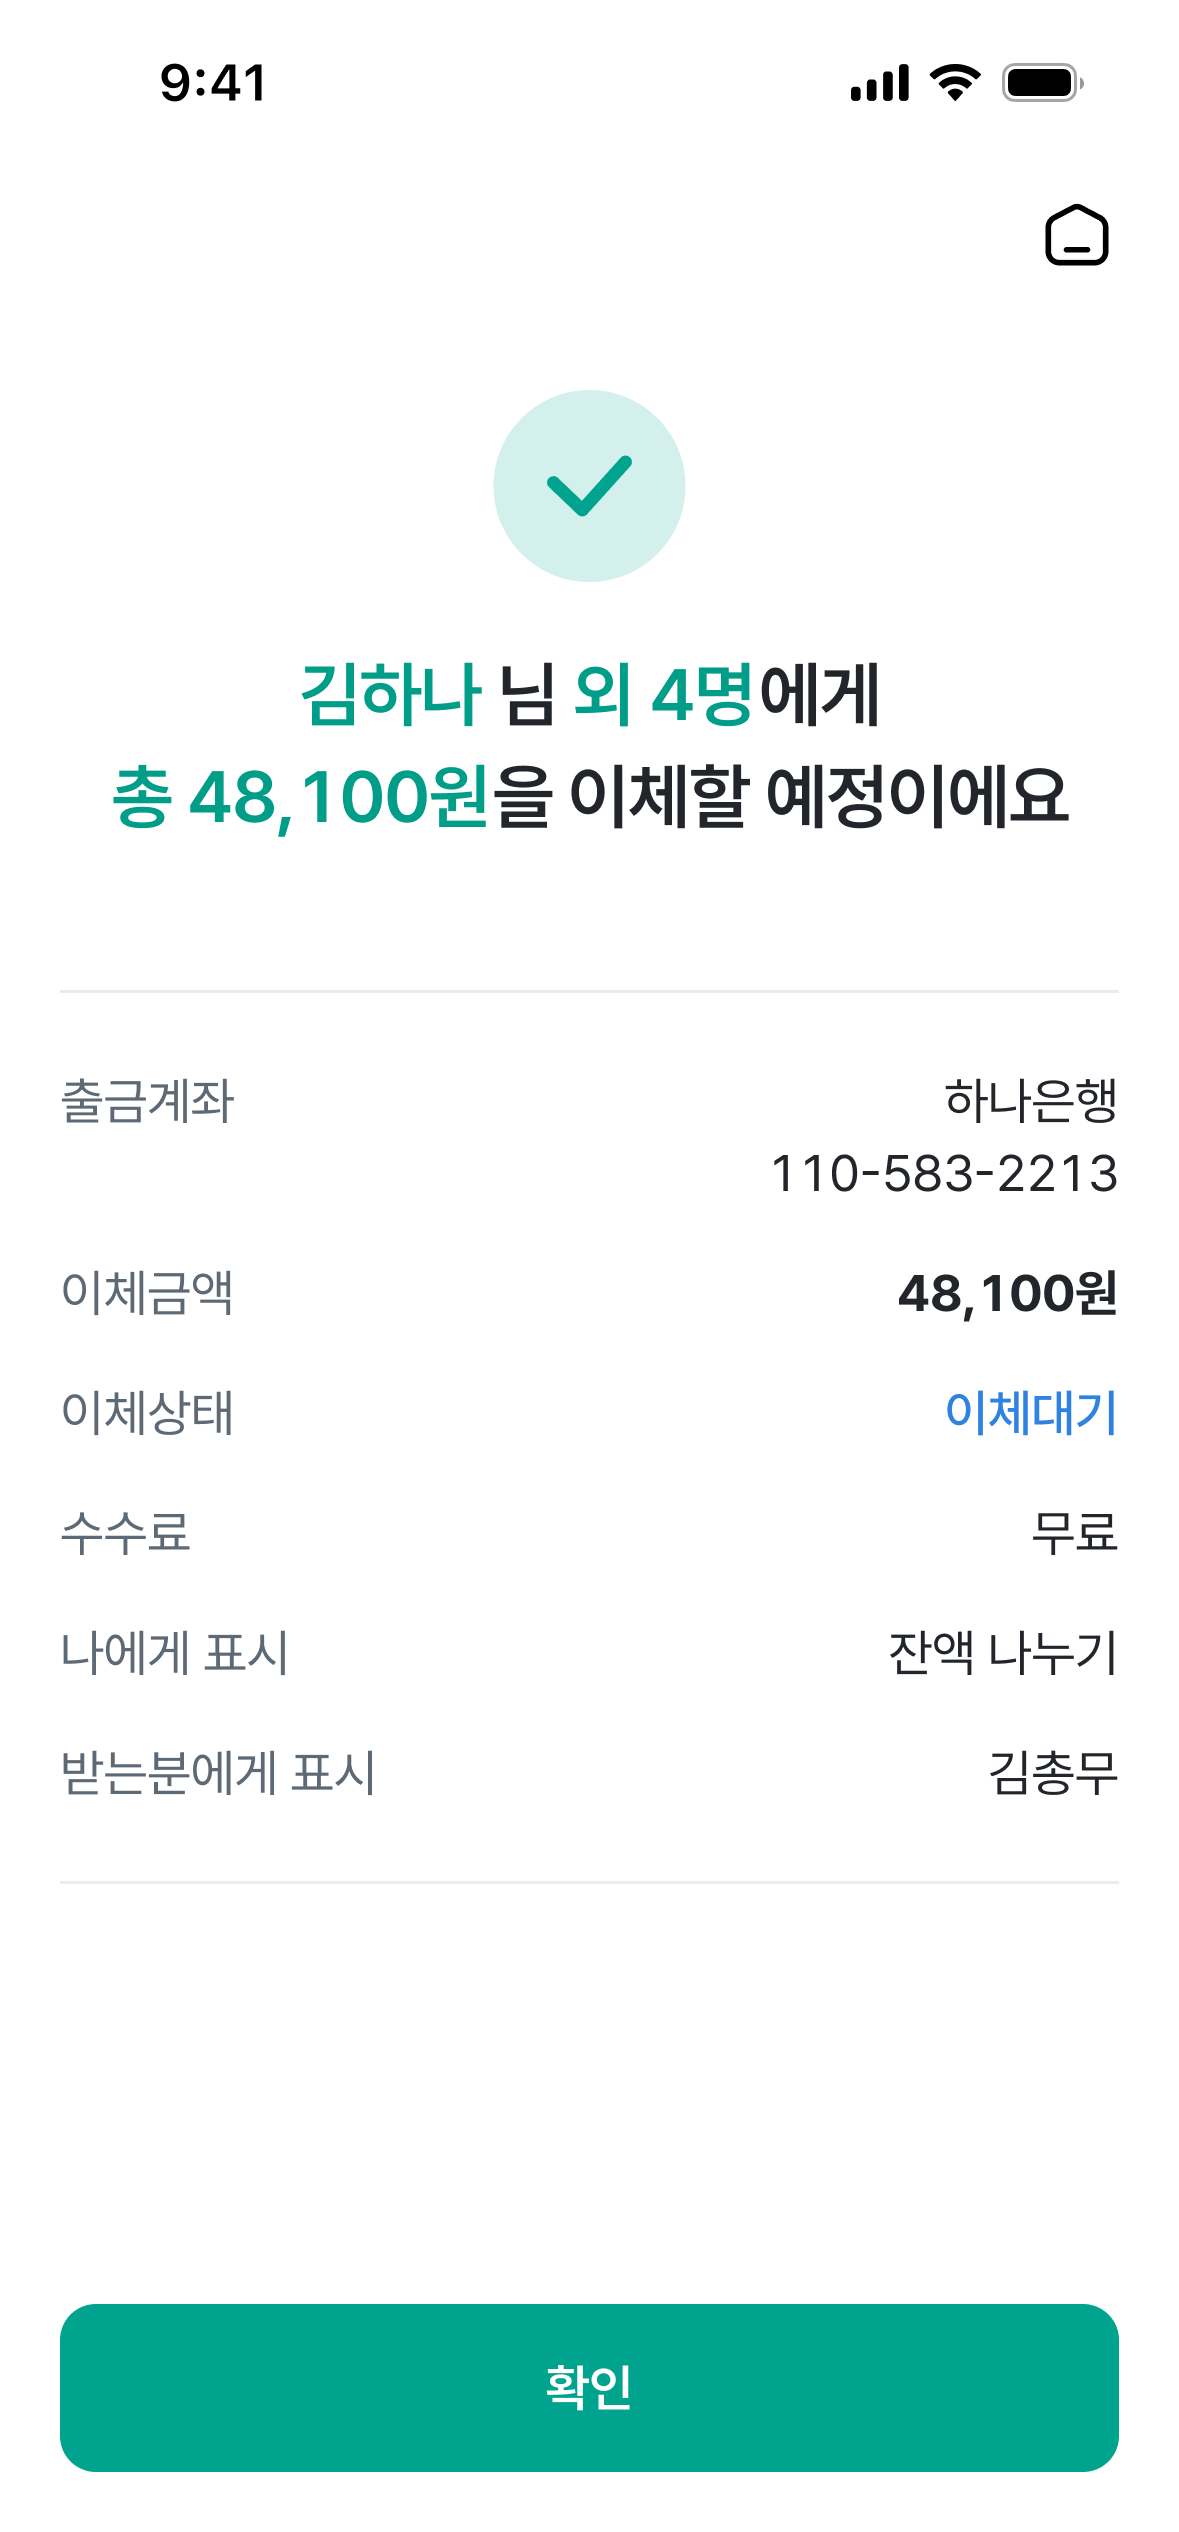 9:41
김하나 님 외 4명에게
총 48,100원을 이체할 예정이에요
출금계좌 하나은행
110-583-2213
이체금액 48,100원
이체상태 이체대기
수수료 무료
나에게 표시 잔액 나누기
받는분에게 표시 김총무
확인